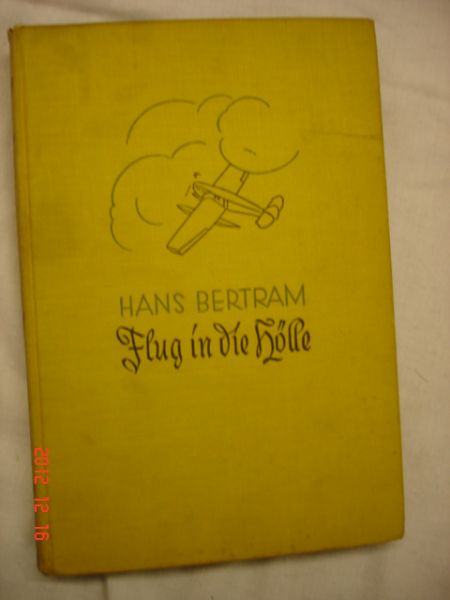 HANS BERTRAM
Flug in die Hölle
2012 12 16